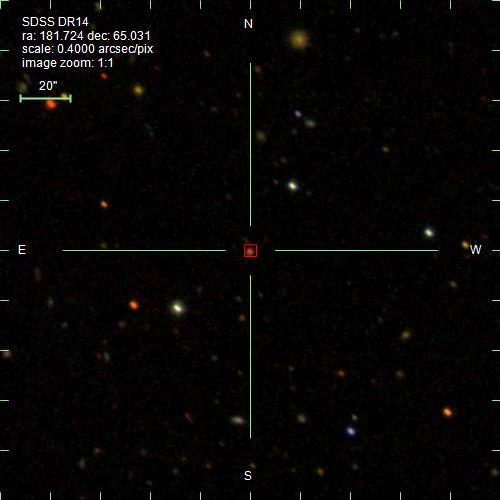 SDSS DR14
ra: 181.724 dec: 65.031
scale: 0.4000 arcsec/pix
image zoom: 1:1
20"
N
E
W
S